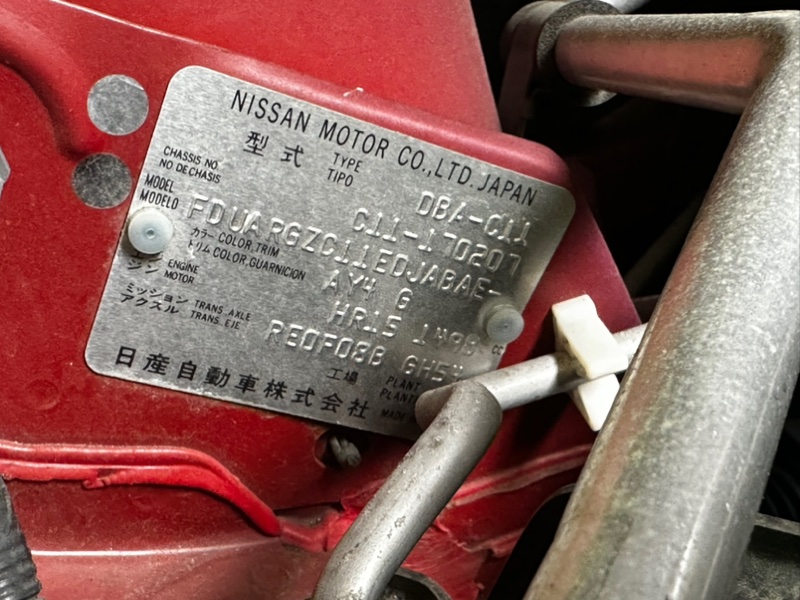 NISSAN MOTOR CO.,LTD. JAPAN
型式 TYPE TIPO DBA-C11
CHASSIS NO NO DE CHASIS C11-170207
MODEL MODELO FDUARGZC11EDJABAE-
カラー COLOR,TRIM トリム COLOR,GUARNICION AY4 G
エンジン ENGINE MOTOR HR15 1498 cc
ミッション TRANS. アクスル TRANS. AXLE EJE RE0F08B GH54
工場 PLANT PLANTA
日産自動車株式会社 MADE